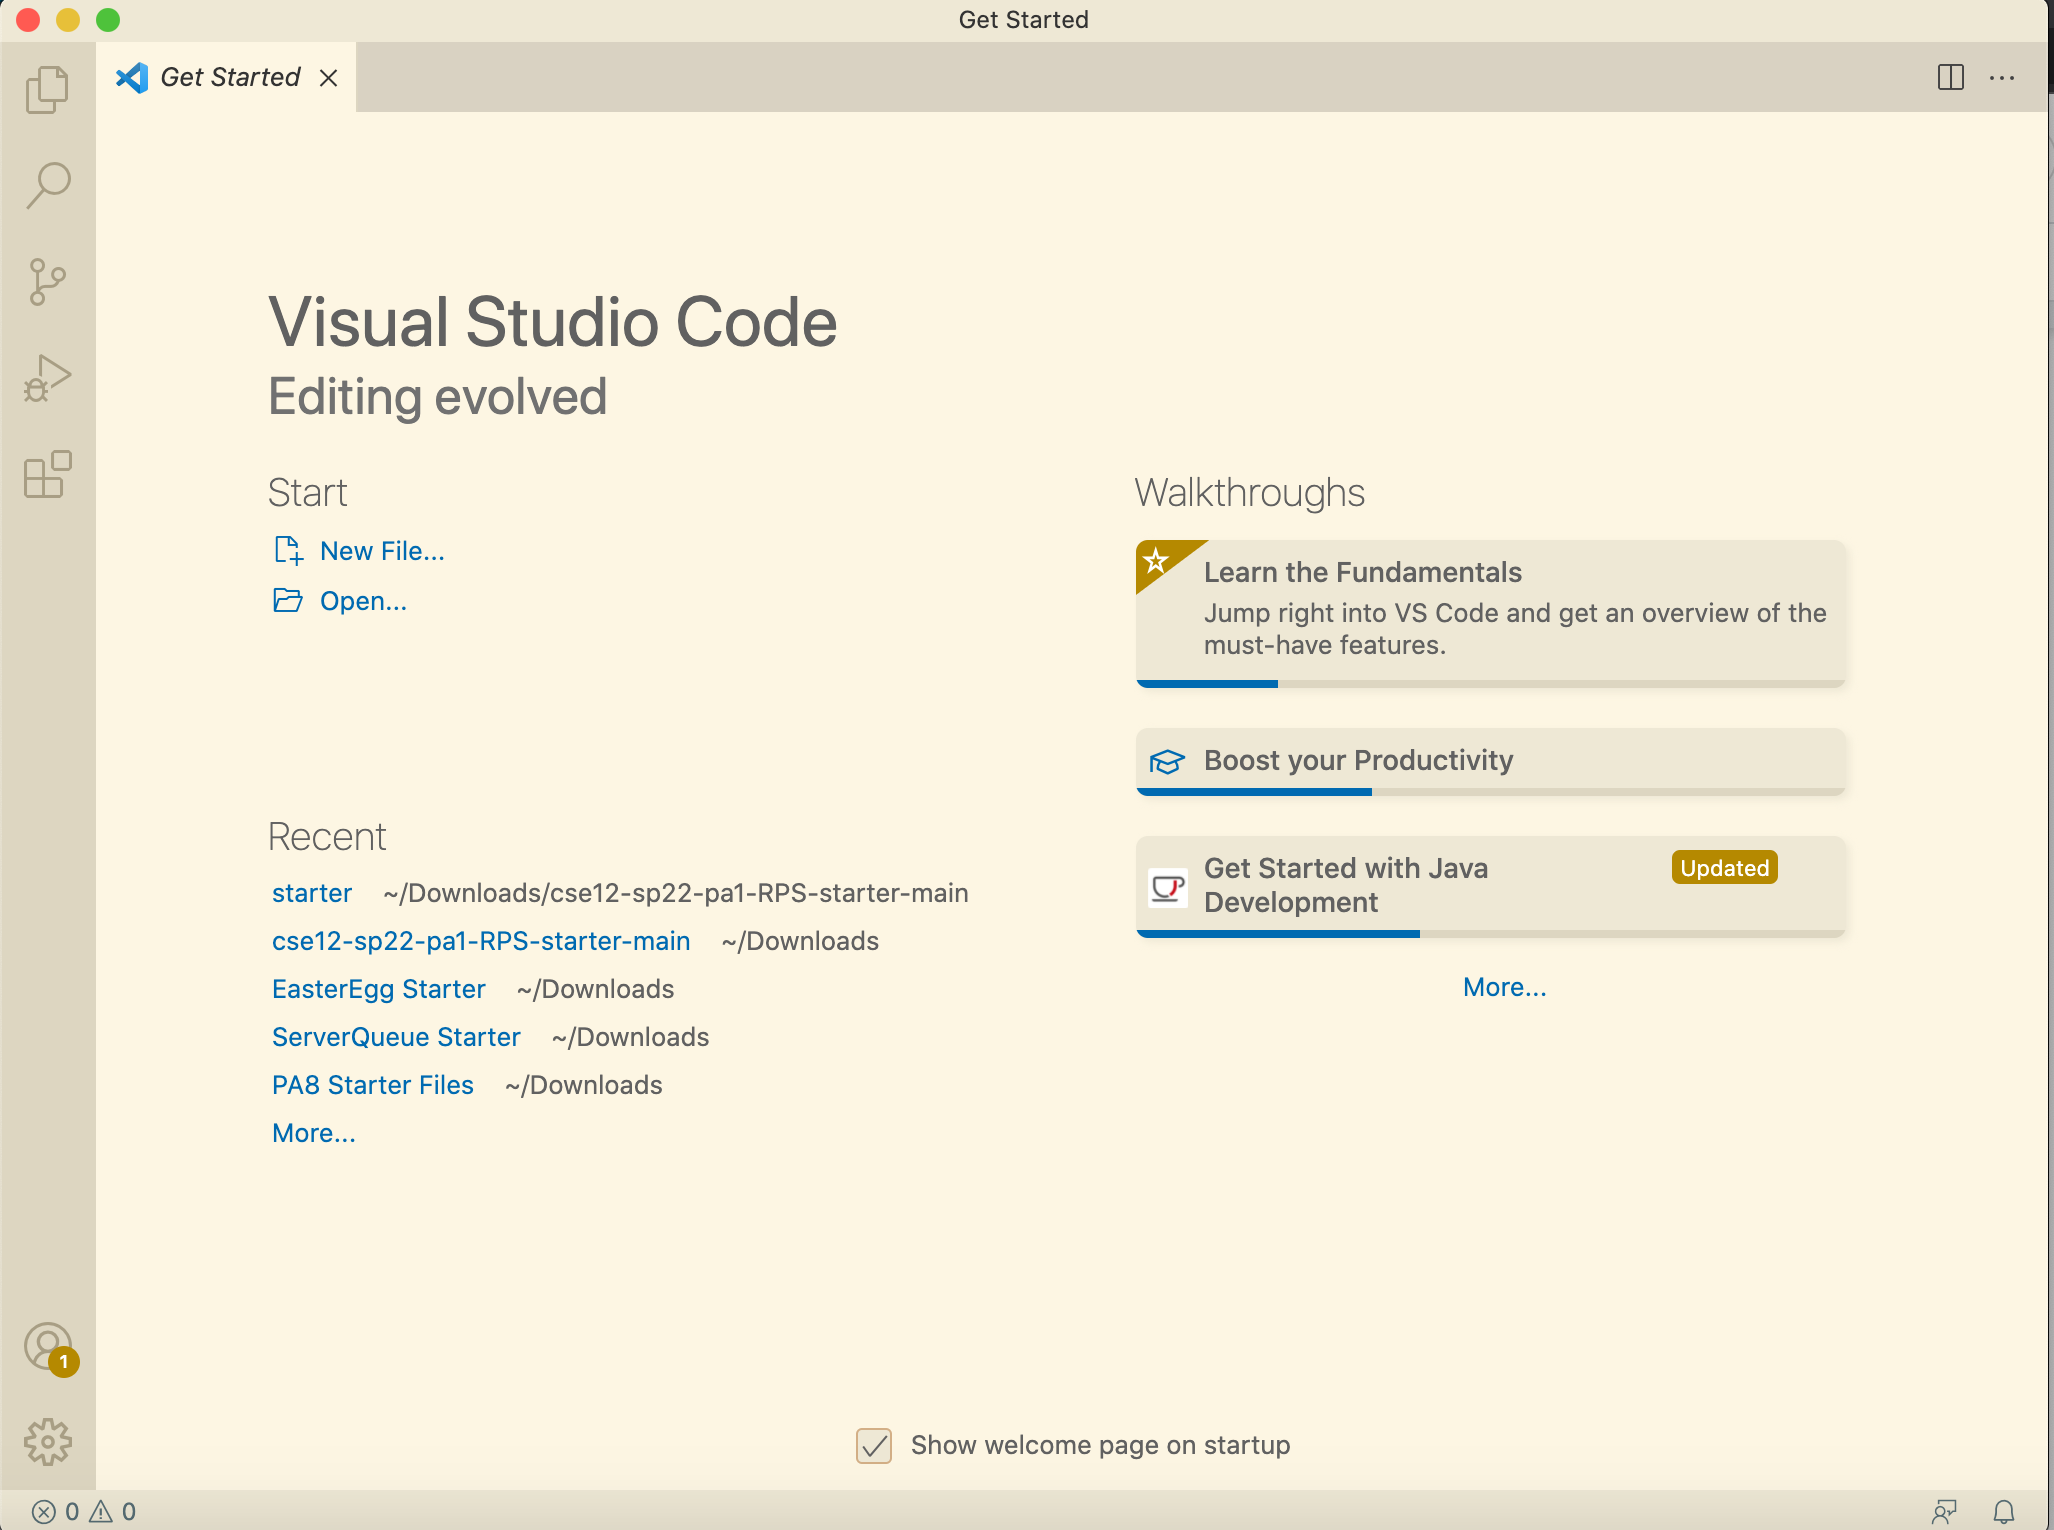 Get Started
Get Started
Visual Studio Code
Editing evolved
Start
New File...
Open...
Recent
starter ~/Downloads/cse12-sp22-pa1-RPS-starter-main
cse12-sp22-pa1-RPS-starter-main ~/Downloads
EasterEgg Starter ~/Downloads
ServerQueue Starter ~/Downloads
PA8 Starter Files ~/Downloads
More...
Walkthroughs
Learn the Fundamentals
Jump right into VS Code and get an overview of the
must-have features.
Boost your Productivity
Get Started with Java
Development
Updated
More...
1
Show welcome page on startup
0 0